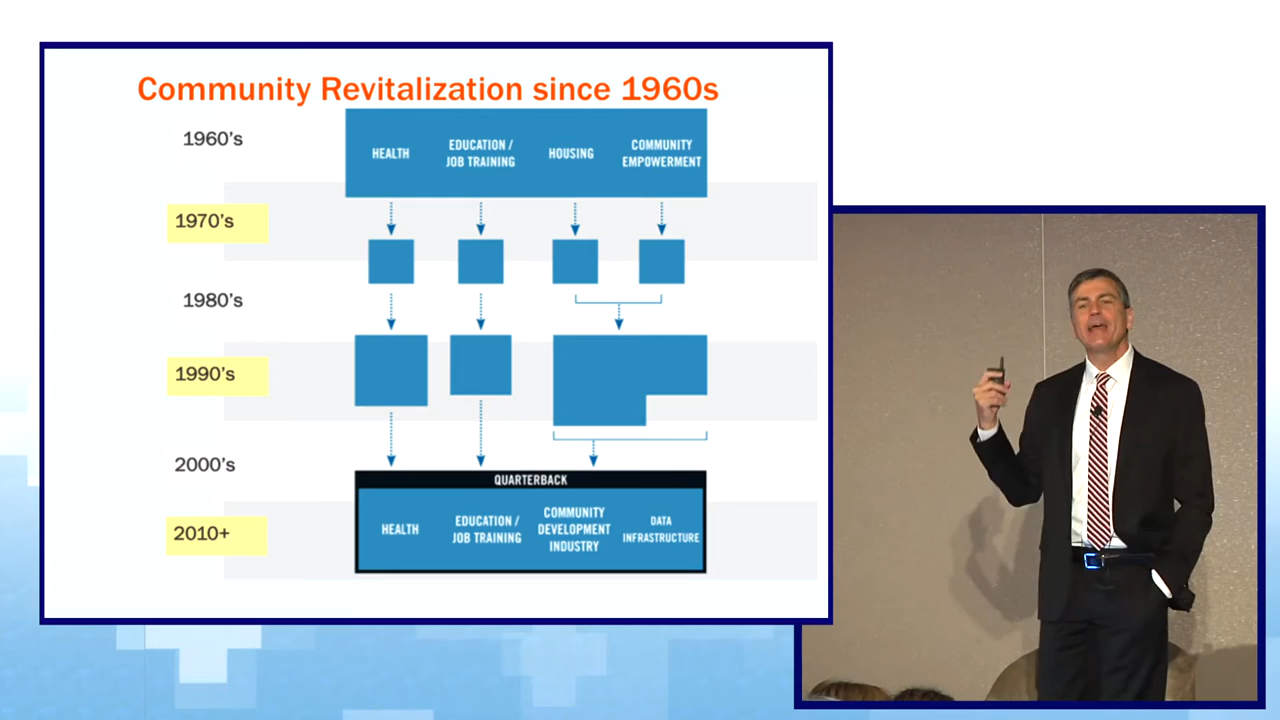 Community Revitalization since 1960s
1960's
HEALTH
EDUCATION /
JOB TRAINING
HOUSING
COMMUNITY
EMPOWERMENT
1970's
1980's
1990's
2000's
QUARTERBACK
2010+
HEALTH
EDUCATION /
JOB TRAINING
COMMUNITY
DEVELOPMENT
INDUSTRY
DATA
INFRASTRUCTURE